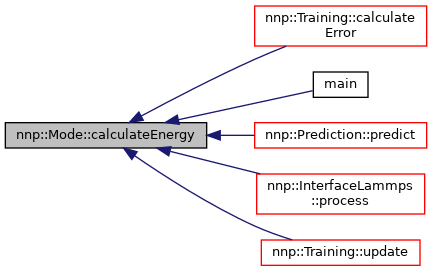 nnp::Training::calculate
Error
main
nnp::Mode::calculateEnergy
nnp::Prediction::predict
nnp::InterfaceLammps
::process
nnp::Training::update